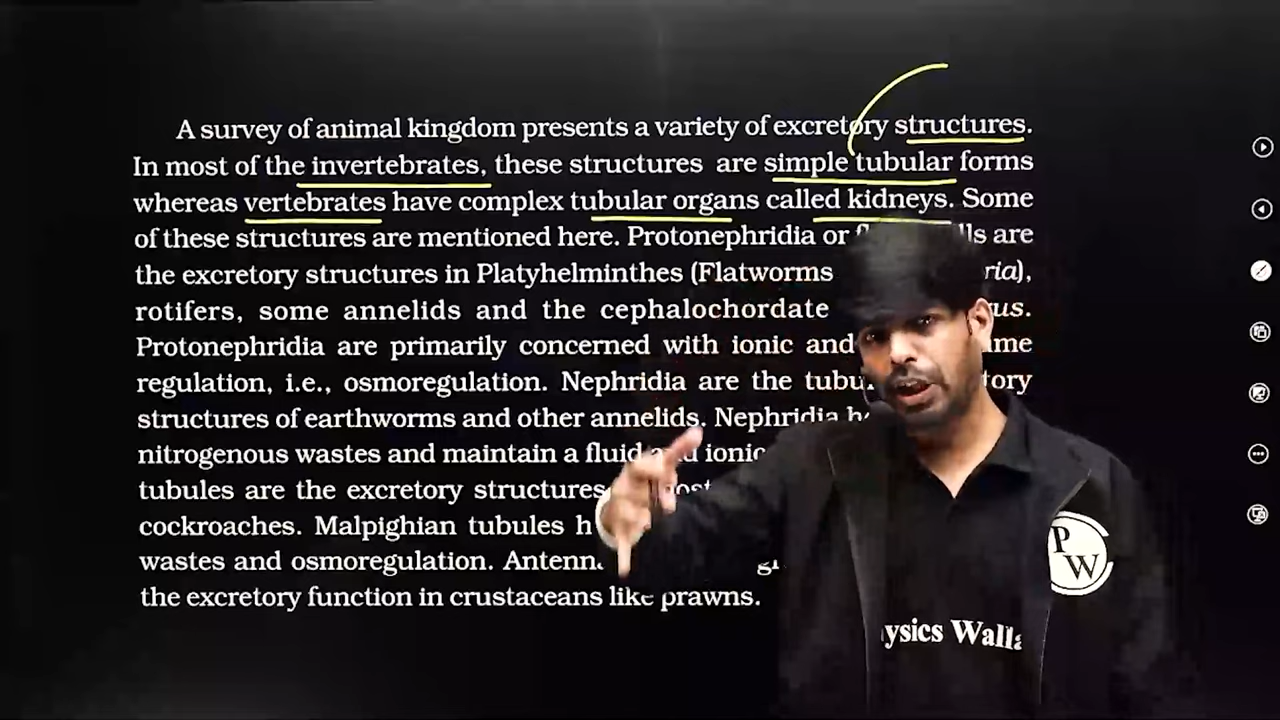 A survey of animal kingdom presents a variety of excretory structures.
In most of the invertebrates, these structures are simple tubular forms
whereas vertebrates have complex tubular organs called kidneys. Some
of these structures are mentioned here. Protonephridia or are
the excretory structures in Platyhelminthes (Flatworms
rotifers, some annelids and the cephalochordate
Protonephridia are primarily concerned with ionic and
regulation, i.e., osmoregulation. Nephridia are the
structures of earthworms and other annelids. Nephridia
nitrogenous wastes and maintain a fluid and ionic
tubules are the excretory structures
cockroaches. Malpighian tubules
wastes and osmoregulation.
the excretory function in crustaceans like prawns.
PW